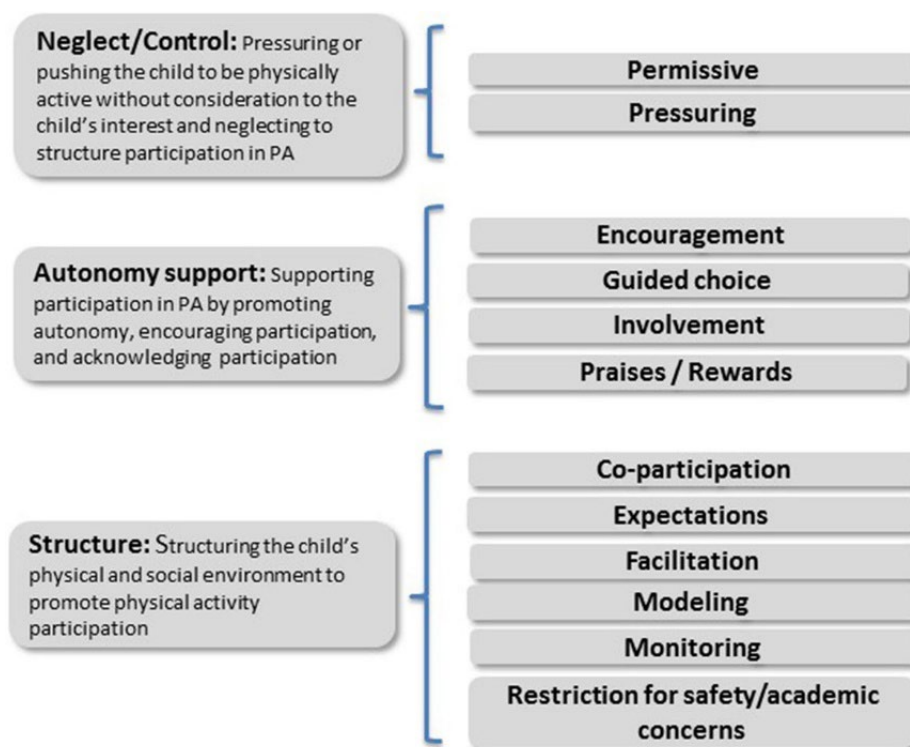 Neglect/Control: Pressuring or
pushing the child to be physically
active without consideration to the
child's interest and neglecting to
structure participation in PA
Permissive
Pressuring
Autonomy support: Supporting
participation in PA by promoting
autonomy, encouraging participation,
and acknowledging participation
Encouragement
Guided choice
Involvement
Praises / Rewards
Structure: Structuring the child's
physical and social environment to
promote physical activity
participation
Co-participation
Expectations
Facilitation
Modeling
Monitoring
Restriction for safety/academic
concerns